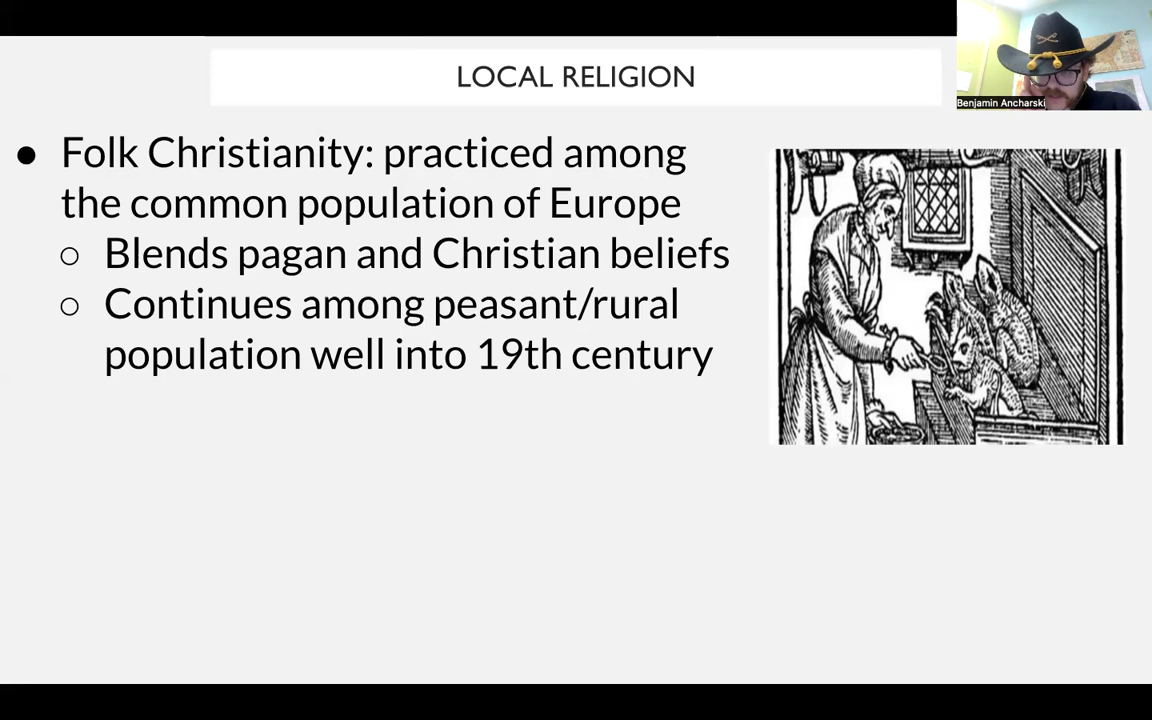 LOCAL RELIGION
Benjamin Ancharski
● Folk Christianity: practiced among
the common population of Europe
○ Blends pagan and Christian beliefs
○ Continues among peasant/rural
population well into 19th century